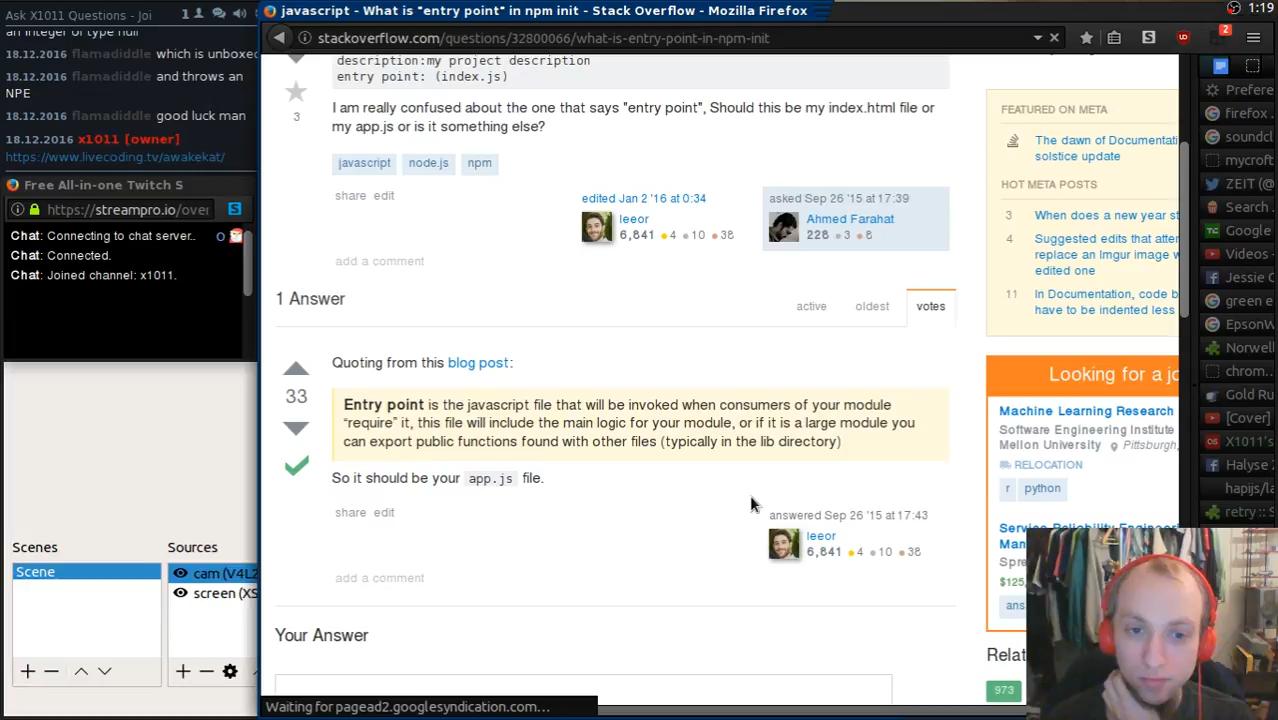 Ask X1011 Questions - Joi
1
an integer of type null
18.12.2016 flamadiddle which is unboxed
18.12.2016 flamadiddle and throws an
NPE
18.12.2016 flamadiddle good luck man
18.12.2016 x1011 [owner]
https://www.livecoding.tv/awakekat/
Free All-in-one Twitch S
https://streampro.io/over
Chat: Connecting to chat server..
Chat: Connected.
Chat: Joined channel: x1011.
Scenes
Sources
Scene
cam (V4L2
screen (XS
javascript - What is "entry point" in npm init - Stack Overflow - Mozilla Firefox
1:19
stackoverflow.com/questions/32800066/what-is-entry-point-in-npm-init
2
description:my project description
entry point: (index.js)
3
I am really confused about the one that says "entry point", Should this be my index.html file or
my app.js or is it something else?
javascript
node.js
npm
share edit
edited Jan 2 '16 at 0:34
leeor
6,841 4 10 38
asked Sep 26 '15 at 17:39
Ahmed Farahat
228 3 8
add a comment
1 Answer
active
oldest
votes
33
Quoting from this blog post:
Entry point is the javascript file that will be invoked when consumers of your module
“require” it, this file will include the main logic for your module, or if it is a large module you
can export public functions found with other files (typically in the lib directory)
So it should be your app.js file.
share edit
answered Sep 26 '15 at 17:43
leeor
6,841 4 10 38
add a comment
Your Answer
Waiting for pagead2.googlesyndication.com...
FEATURED ON META
The dawn of Documentati
solstice update
HOT META POSTS
3 When does a new year st
4 Suggested edits that atten
replace an Imgur image w
edited one
11 In Documentation, code b
have to be indented less
Looking for a jo
Machine Learning Research
Software Engineering Institute
Mellon University Pittsburgh,
RELOCATION
r
python
Service Reliability Enginee
Man
Spre
$125,
ans
Relat
973
Prefere
firefox
soundcl
mycroft
ZEIT (@
Search
Google
Videos -
Jessie C
green e
EpsonW
Norwell
chrom...
Gold Ru
[Cover]
X1011's
Halyse 2
hapijs/la
retry :: S